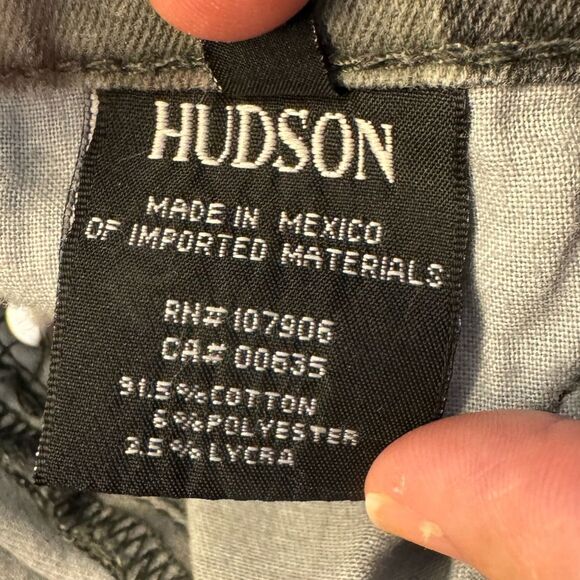 HUDSON
MADE IN MEXICO
OF IMPORTED MATERIALS
RN# 107906
CA# 00635
91.5% COTTON
6% POLYESTER
2.5% LYCRA